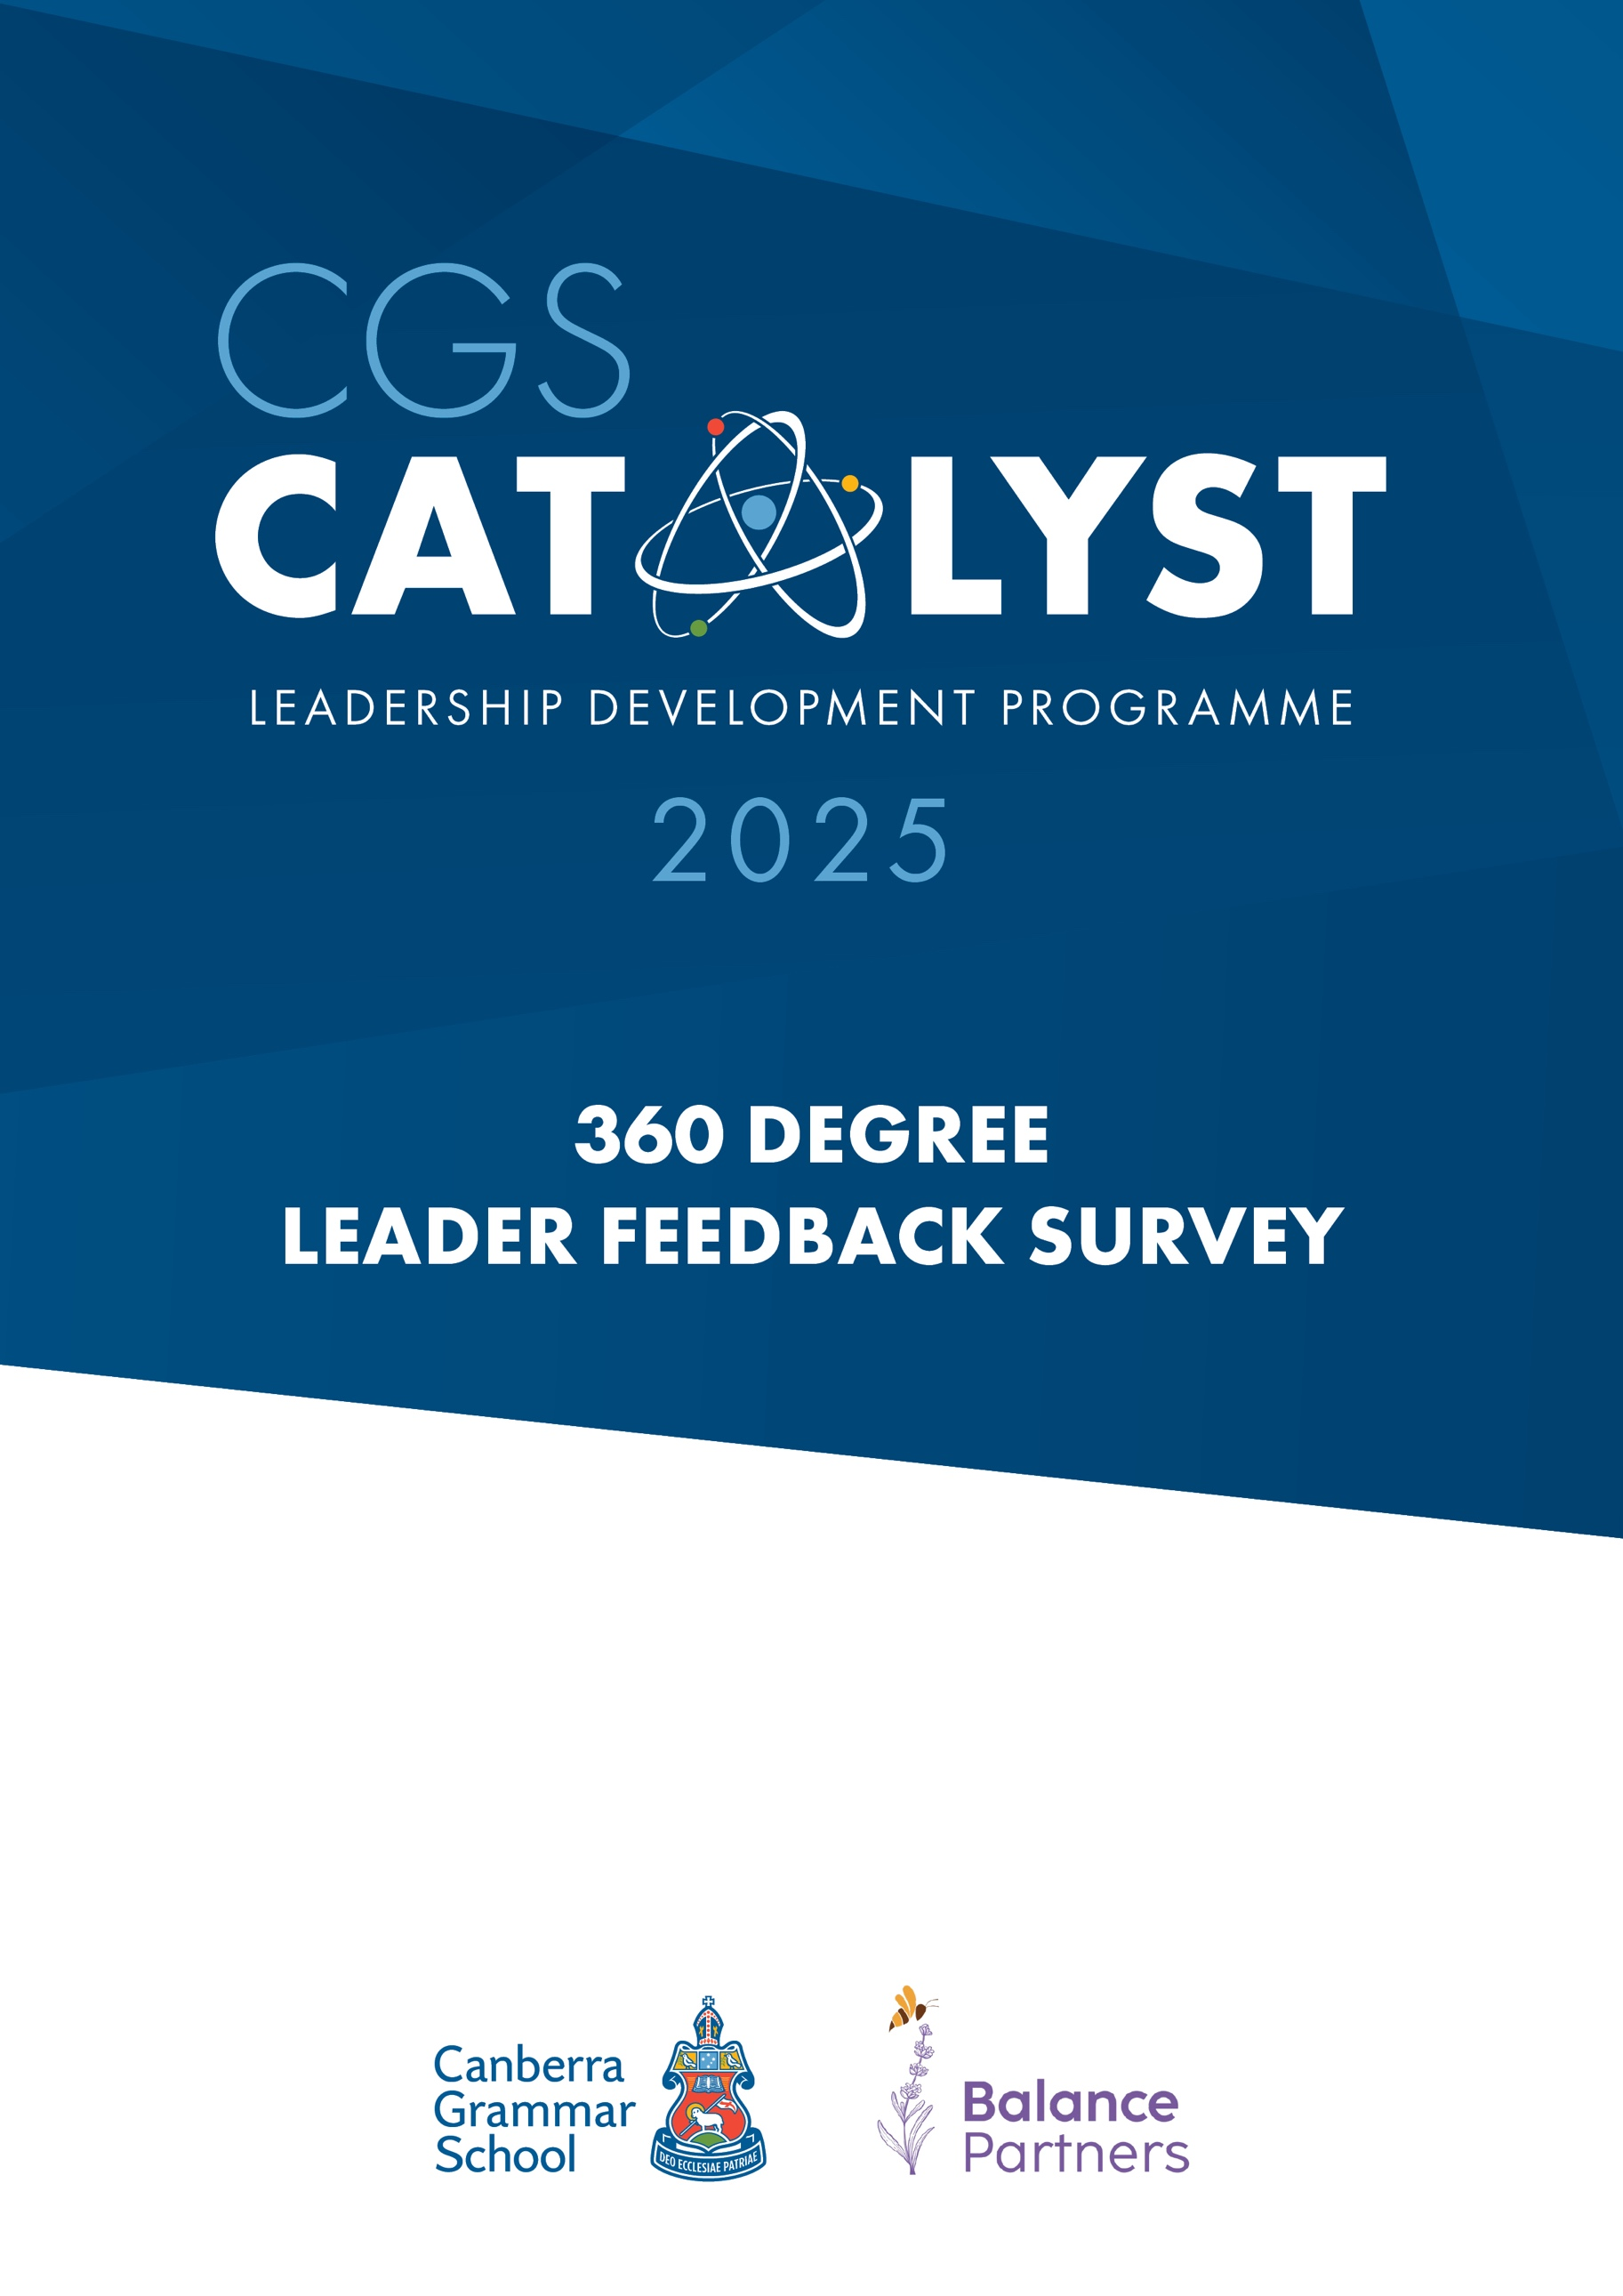 CGS
CATALYST
LEADERSHIP DEVELOPMENT PROGRAMME
2025
360 DEGREE
LEADER FEEDBACK SURVEY
Canberra
Grammar
School
DEO ECCLESIAE PATRIAE
Balance
Partners